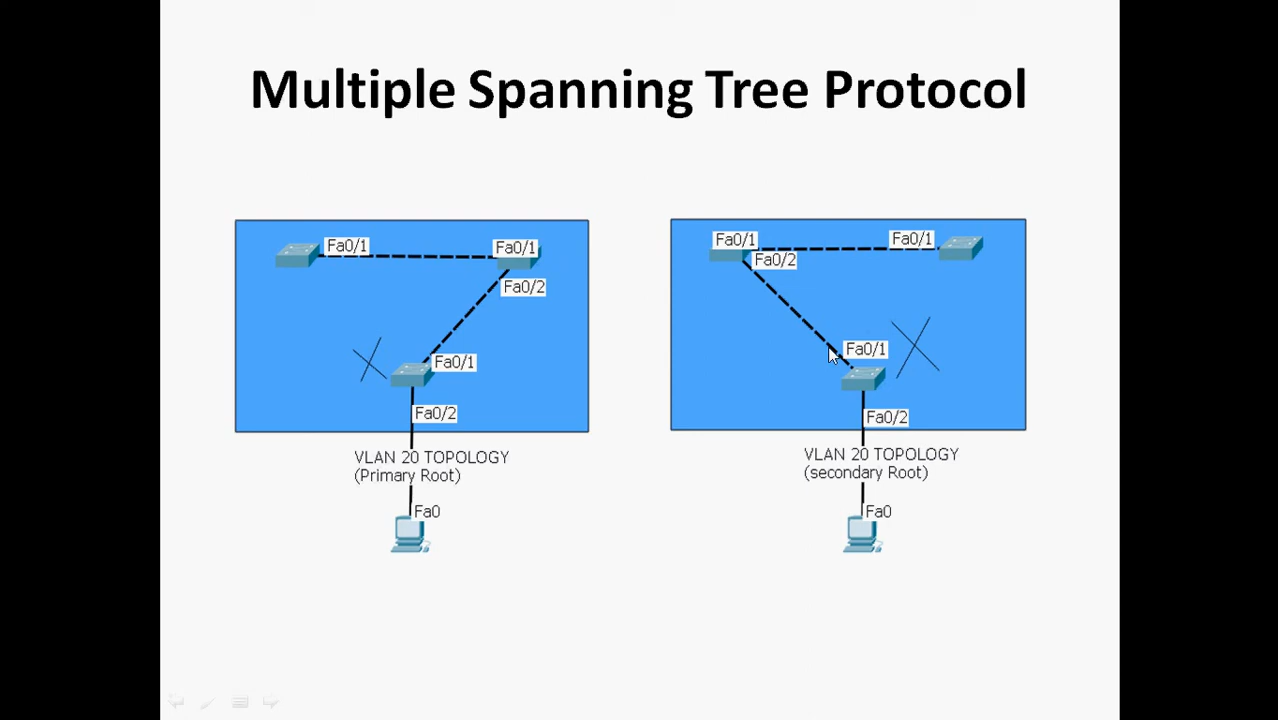 Multiple Spanning Tree Protocol
Fa0/1
Fa0/1
Fa0/2
Fa0/1
Fa0/2
VLAN 20 TOPOLOGY
(Primary Root)
Fa0
Fa0/1
Fa0/1
Fa0/2
Fa0/1
Fa0/2
VLAN 20 TOPOLOGY
(secondary Root)
Fa0